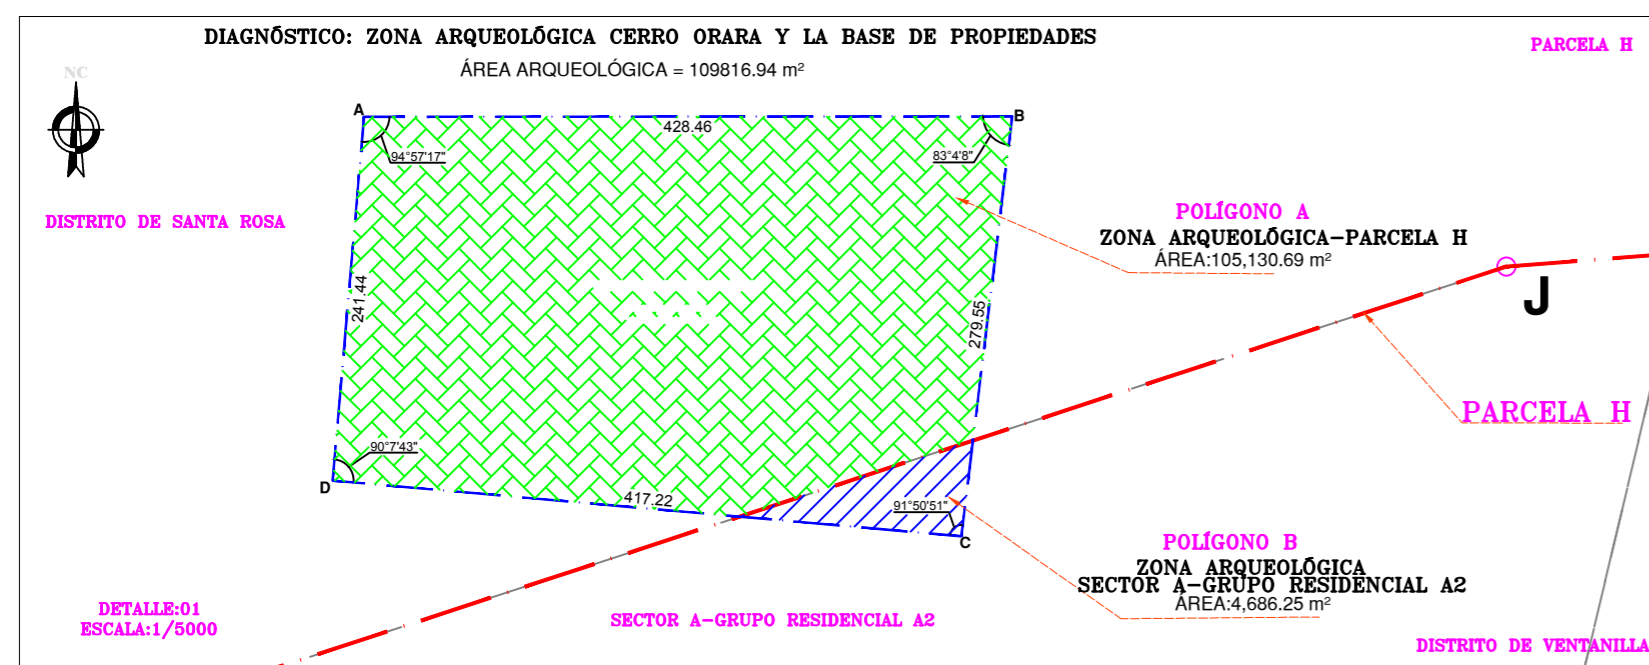 DIAGNÓSTICO: ZONA ARQUEOLÓGICA CERRO ORARA Y LA BASE DE PROPIEDADES
ÁREA ARQUEOLÓGICA = 109816.94 m²
PARCELA H
NC
A
B
428.46
94°57'17"
83°4'8"
DISTRITO DE SANTA ROSA
POLÍGONO A
ZONA ARQUEOLÓGICA-PARCELA H
ÁREA:105,130.69 m²
J
241.44
279.55
PARCELA H
90°7'43"
D
417.22
91°50'51"
C
POLÍGONO B
ZONA ARQUEOLÓGICA
SECTOR A-GRUPO RESIDENCIAL A2
ÁREA:4,686.25 m²
DETALLE:01
ESCALA:1/5000
SECTOR A-GRUPO RESIDENCIAL A2
DISTRITO DE VENTANILLA